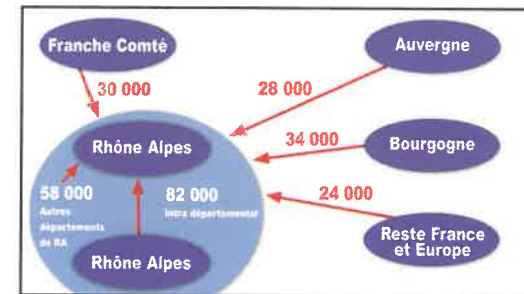 Franche Comté
Auvergne
30 000
28 000
Rhône Alpes
34 000
Bourgogne
58 000
Autres
départements
de RA
82 000
Intra départemental
24 000
Rhône Alpes
Reste France
et Europe